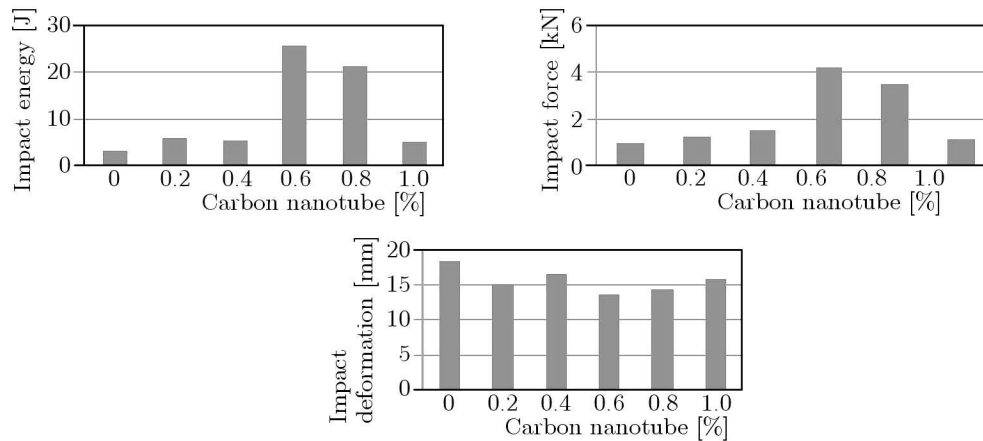 Impact energy [J]
30
20
10
0
0 0.2 0.4 0.6 0.8 1.0
Carbon nanotube [%]
Impact force [kN]
6
4
2
0
0 0.2 0.4 0.6 0.8 1.0
Carbon nanotube [%]
Impact
deformation [mm]
20
15
10
5
0
0 0.2 0.4 0.6 0.8 1.0
Carbon nanotube [%]